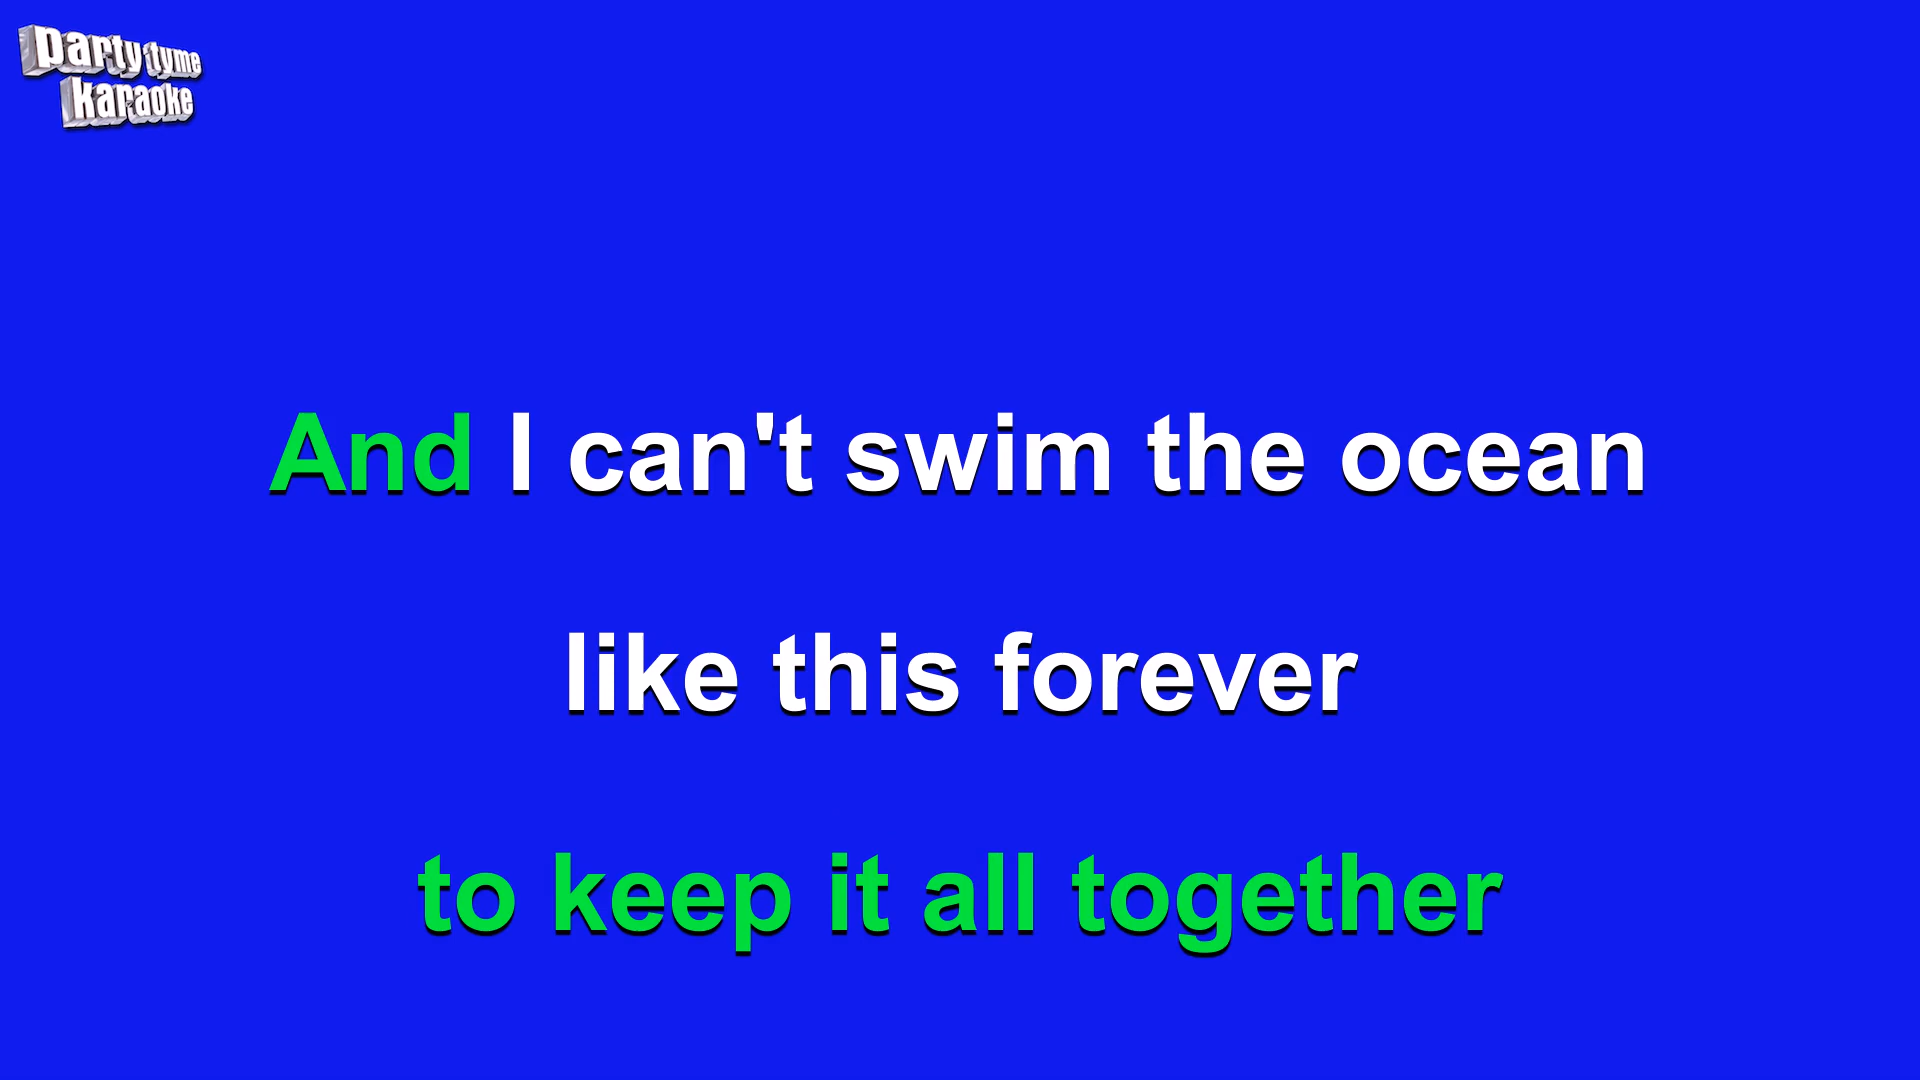 party tyme
karaoke
And I can't swim the ocean
like this forever
to keep it all together